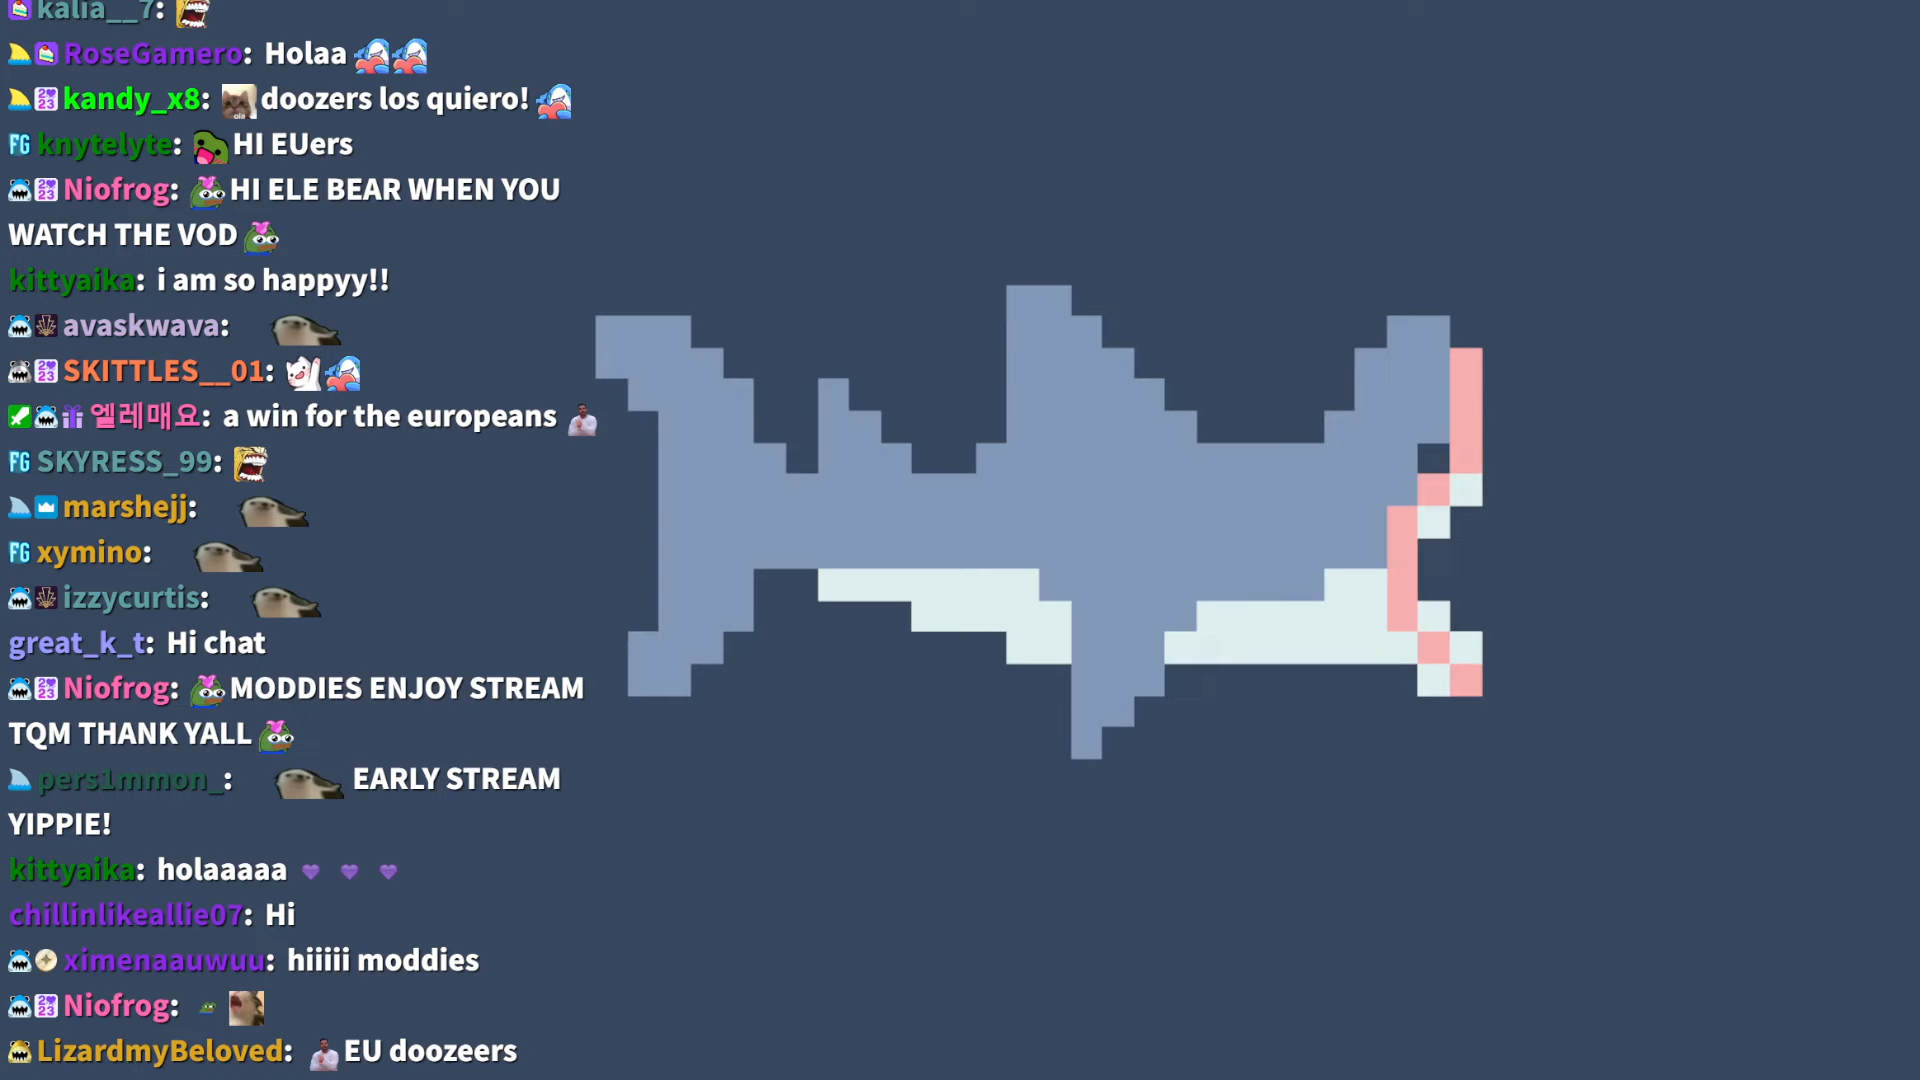 kalia__7:
RoseGamero: Holaa
kandy_x8: doozers los quiero!
FG knytelyte: HI EUers
Niofrog: HI ELE BEAR WHEN YOU
WATCH THE VOD
kittyaika: i am so happyy!!
avaskwava:
SKITTLES__01:
엘레매요: a win for the europeans
FG SKYRESS_99:
marshejj:
FG xymino:
izzycurtis:
great_k_t: Hi chat
Niofrog: MODDIES ENJOY STREAM
TQM THANK YALL
pers1mmon_: EARLY STREAM
YIPPIE!
kittyaika: holaaaaa
chillinlikeallie07: Hi
ximenaauwuu: hiiiii moddies
Niofrog:
LizardmyBeloved: EU doozeers